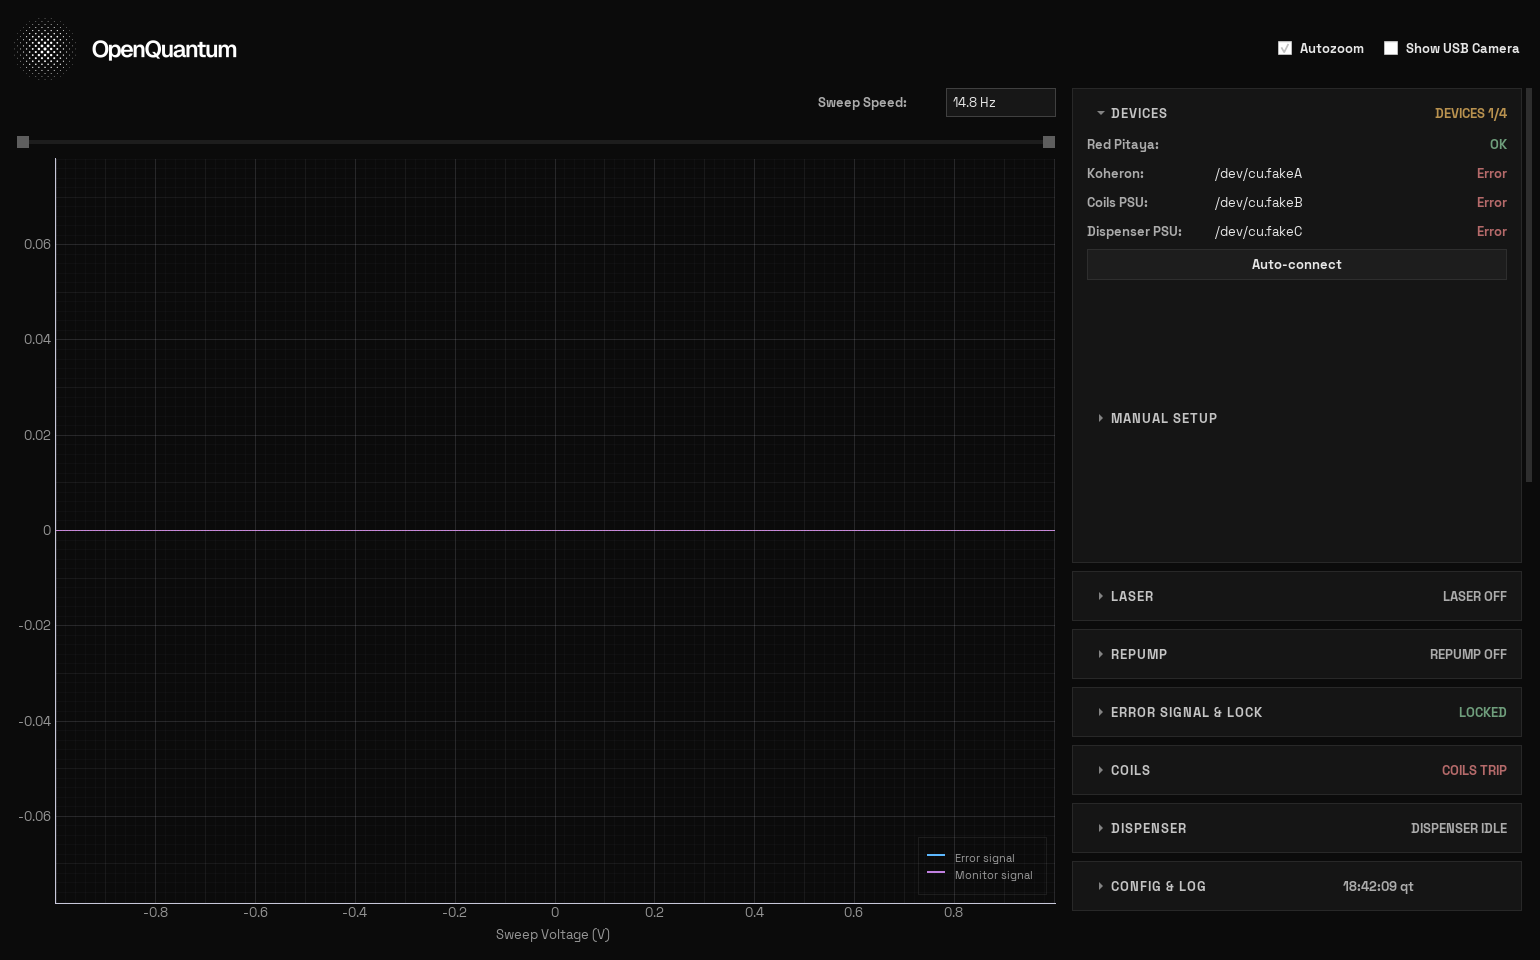 OpenQuantum
Autozoom
Show USB Camera
Sweep Speed:
14.8 Hz
DEVICES
DEVICES 1/4
Red Pitaya:
OK
Koheron:
/dev/cu.fakeA
Error
Coils PSU:
/dev/cu.fakeB
Error
Dispenser PSU:
/dev/cu.fakeC
Error
Auto-connect
MANUAL SETUP
LASER
LASER OFF
REPUMP
REPUMP OFF
ERROR SIGNAL & LOCK
LOCKED
COILS
COILS TRIP
DISPENSER
DISPENSER IDLE
CONFIG & LOG
18:42:09 qt
0.06
0.04
0.02
0
-0.02
-0.04
-0.06
Error signal
Monitor signal
-0.8
-0.6
-0.4
-0.2
0
0.2
0.4
0.6
0.8
Sweep Voltage (V)